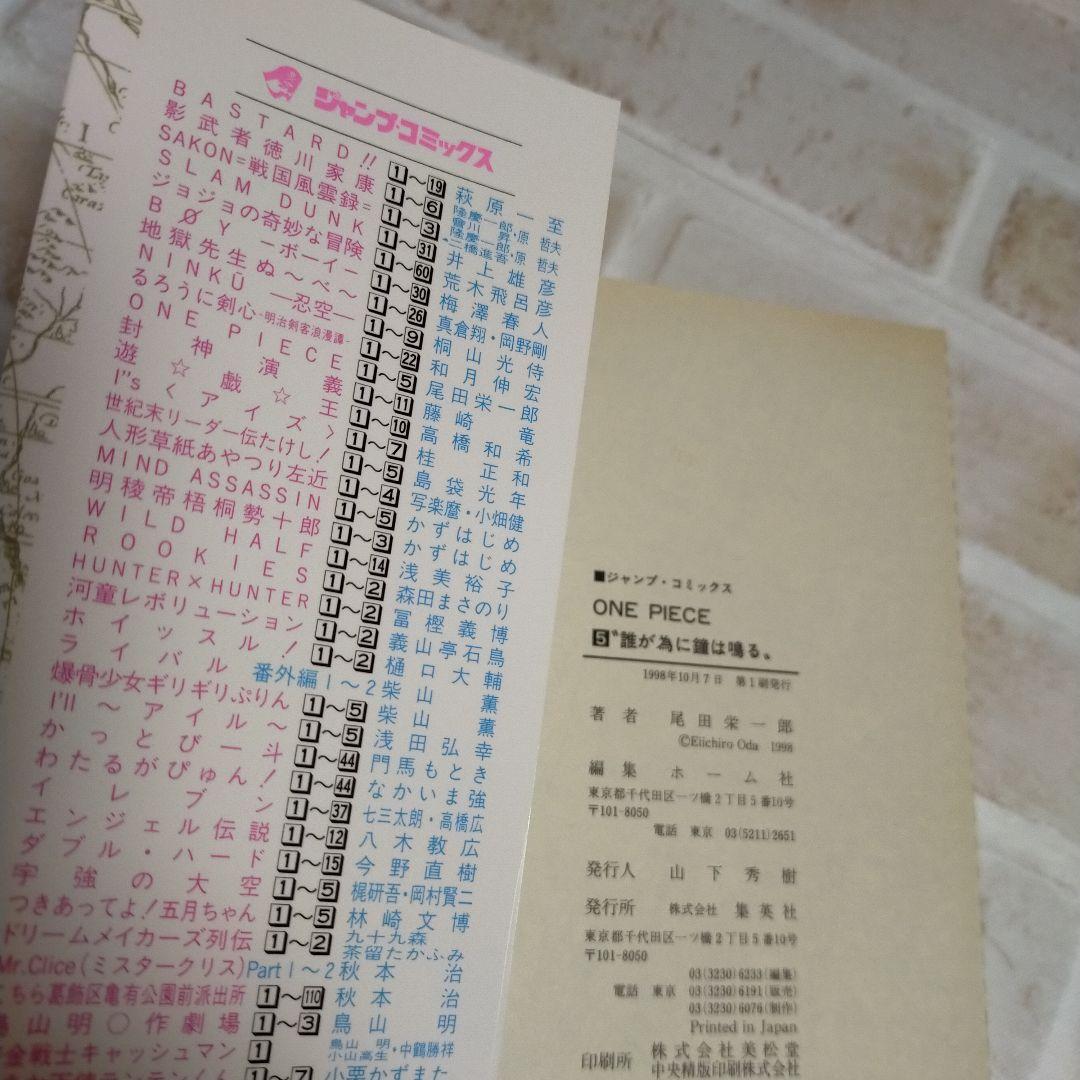 ジャンプ・コミックス
BASTARD!! 1〜19 萩原一至
影武者徳川家康 1〜6 隆慶一郎・原哲夫 會川昇
SAKON=戦国風雲録= 1〜3 隆慶一郎・原哲夫 二橋進吾
SLAM DUNK 1〜31 井上雄彦
ジョジョの奇妙な冒険 1〜60 荒木飛呂彦
BØY ―ボーイ― 1〜30 梅澤春人
地獄先生ぬ〜べ〜 1〜26 真倉翔・岡野剛
NINKŪ ―忍空― 1〜9 桐山光侍
るろうに剣心-明治剣客浪漫譚- 1〜22 和月伸宏
ONE PIECE 1〜5 尾田栄一郎
封神演義 1〜11 藤崎竜
遊☆戯☆王 1〜10 高橋和希
I"s〈アイズ〉 1〜7 桂正和
世紀末リーダー伝たけし! 1〜5 島袋光年
人形草紙あやつり左近 1〜4 写楽麿・小畑健
MIND ASSASSIN 1〜5 かずはじめ
明稜帝梧桐勢十郎 1〜3 かずはじめ
WILD HALF 1〜14 浅美裕子
ROOKIES 1〜2 森田まさのり
HUNTER×HUNTER 1〜2 冨樫義博
河童レボリューション 1〜2 義山亭石鳥
ホイッスル! 1〜2 樋口大輔
ライバル 番外編1〜2 柴山薫
爆骨少女ギリギリぷりん 1〜5 柴山薫
I'll 〜アイル〜 1〜5 浅田弘幸
かっとび一斗 1〜44 門馬もとき
わたるがぴゅん! 1〜44 なかいま強
イレブン 1〜37 七三太朗・高橋広
エンジェル伝説 1〜12 八木教広
ダブル・ハード 1〜15 今野直樹
宇強の大空 1〜5 梶研吾・岡村賢二
つきあってよ!五月ちゃん 1〜5 林崎文博
ドリームメイカーズ列伝 1〜2 九十九森 茶留たかふみ
Mr.Clice(ミスタークリス) Part1〜2 秋本治
こちら葛飾区亀有公園前派出所 1〜110 秋本治
鳥山明〇作劇場 1〜3 鳥山明
金戦士キャッシュマン 1 鳥山明 小山高生・中鶴勝祥
1〜7 小栗かずまた
■ジャンプ・コミックス
ONE PIECE
5 〝誰が為に鐘は鳴る〟
1998年10月7日 第1刷発行
著者 尾田栄一郎
©Eiichiro Oda 1998
編集 ホーム社
東京都千代田区一ツ橋2丁目5番10号
〒101-8050
電話 東京 03(5211)2651
発行人 山下秀樹
発行所 株式会社 集英社
東京都千代田区一ツ橋2丁目5番10号
〒101-8050
03(3230)6233(編集)
電話 東京 03(3230)6191(販売)
03(3230)6076(制作)
Printed in Japan
印刷所 株式会社美松堂
中央精版印刷株式会社